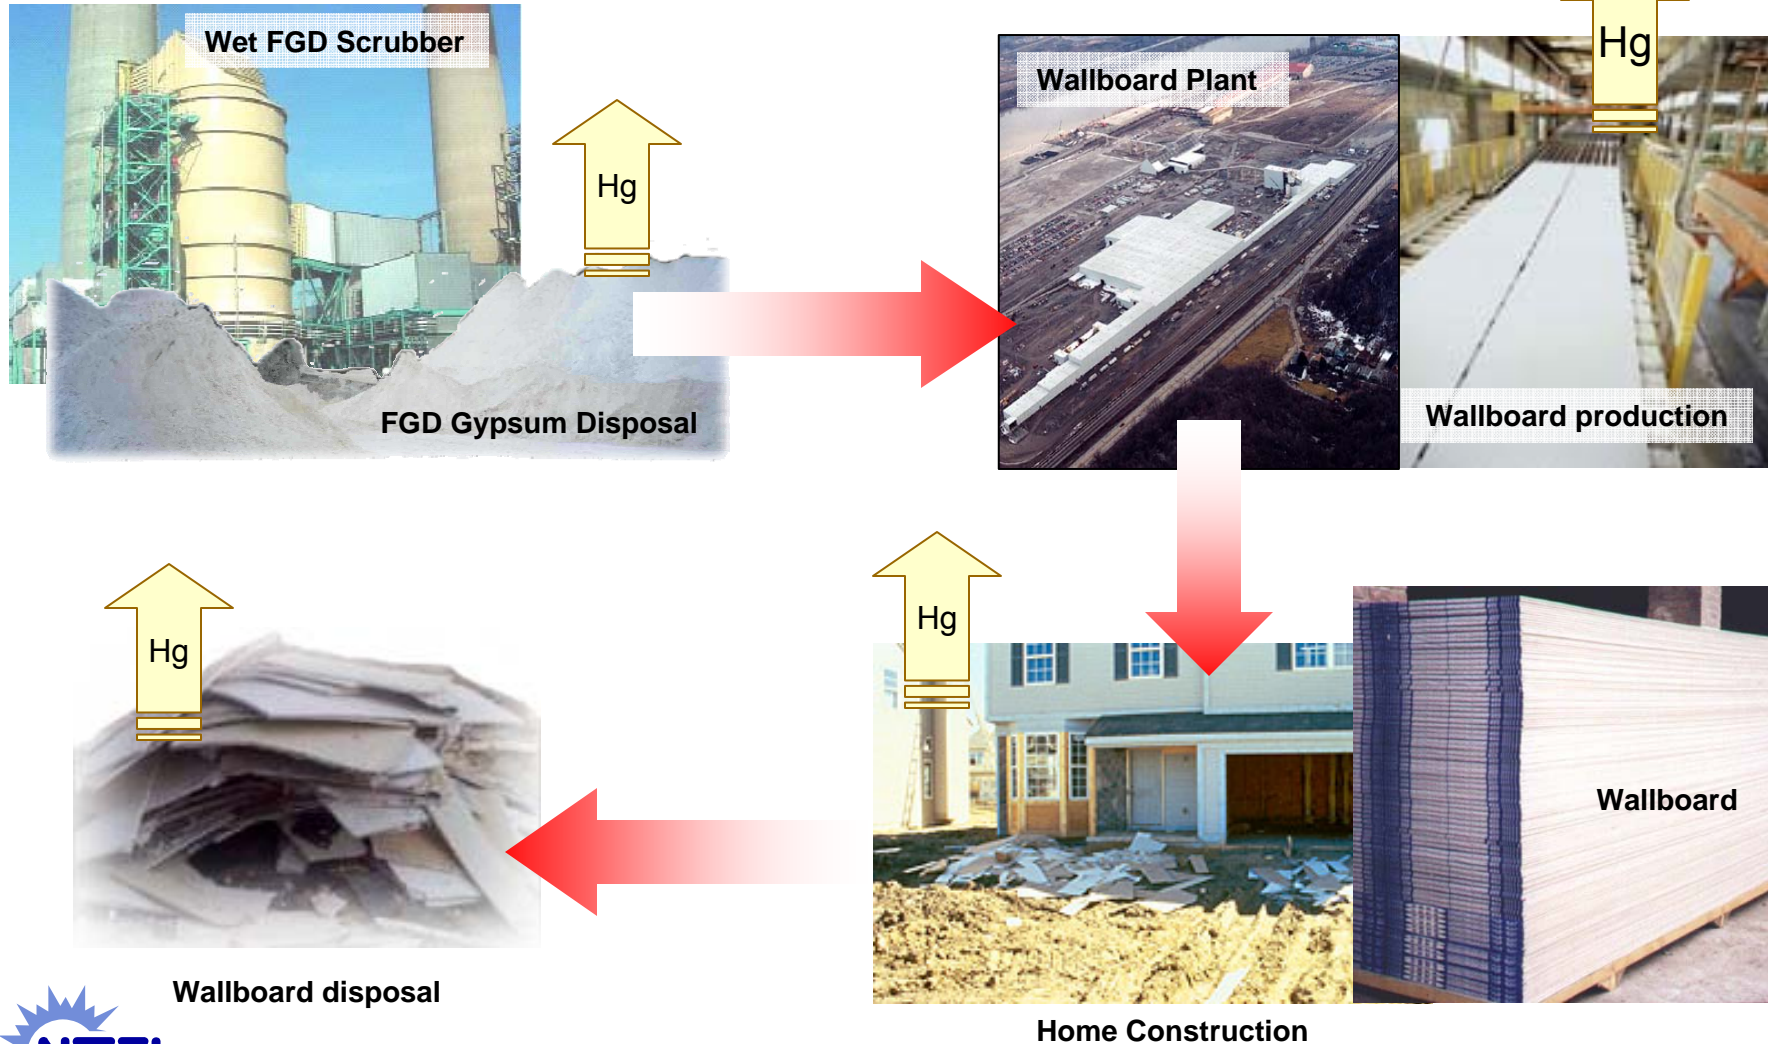 Wet FGD Scrubber
Hg
FGD Gypsum Disposal
Wallboard Plant
Hg
Wallboard production
Hg
Wallboard disposal
Hg
Wallboard
Home Construction